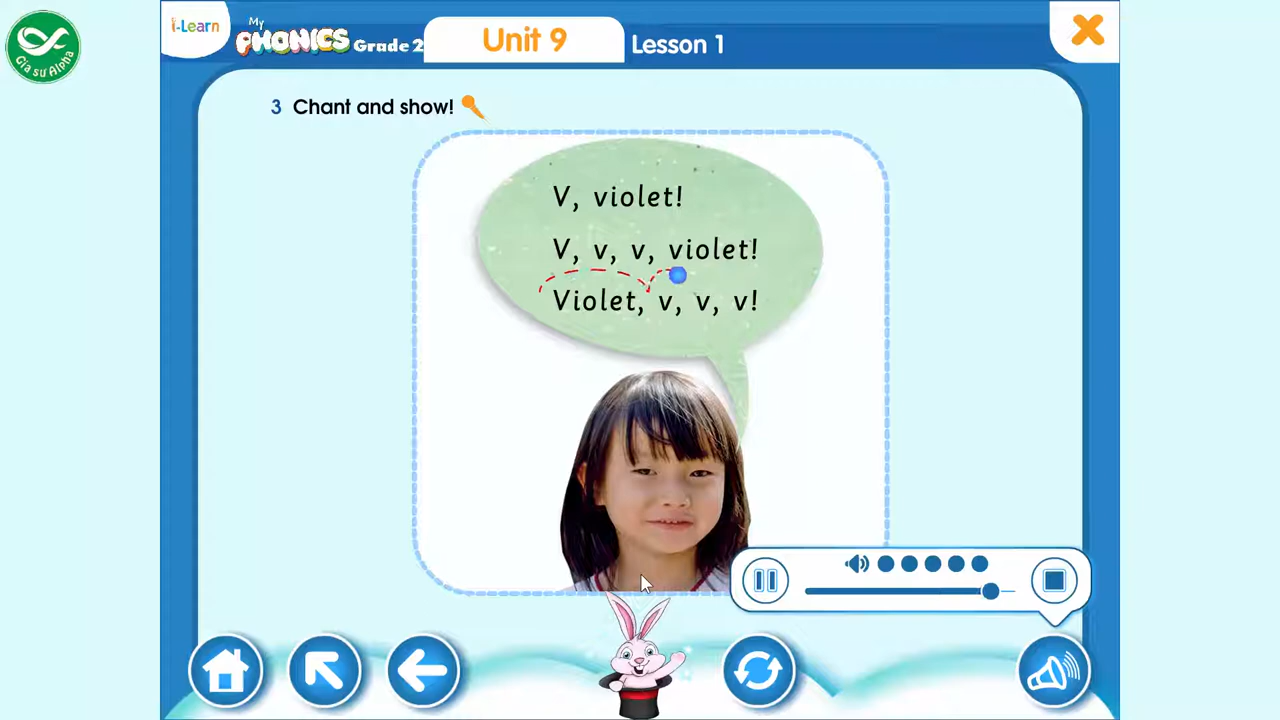 Gia sư Alpha
i-Learn
My
PHONICS Grade 2
Unit 9
Lesson 1
3 Chant and show!
V, violet!
V, v, v, violet!
Violet, v, v, v!